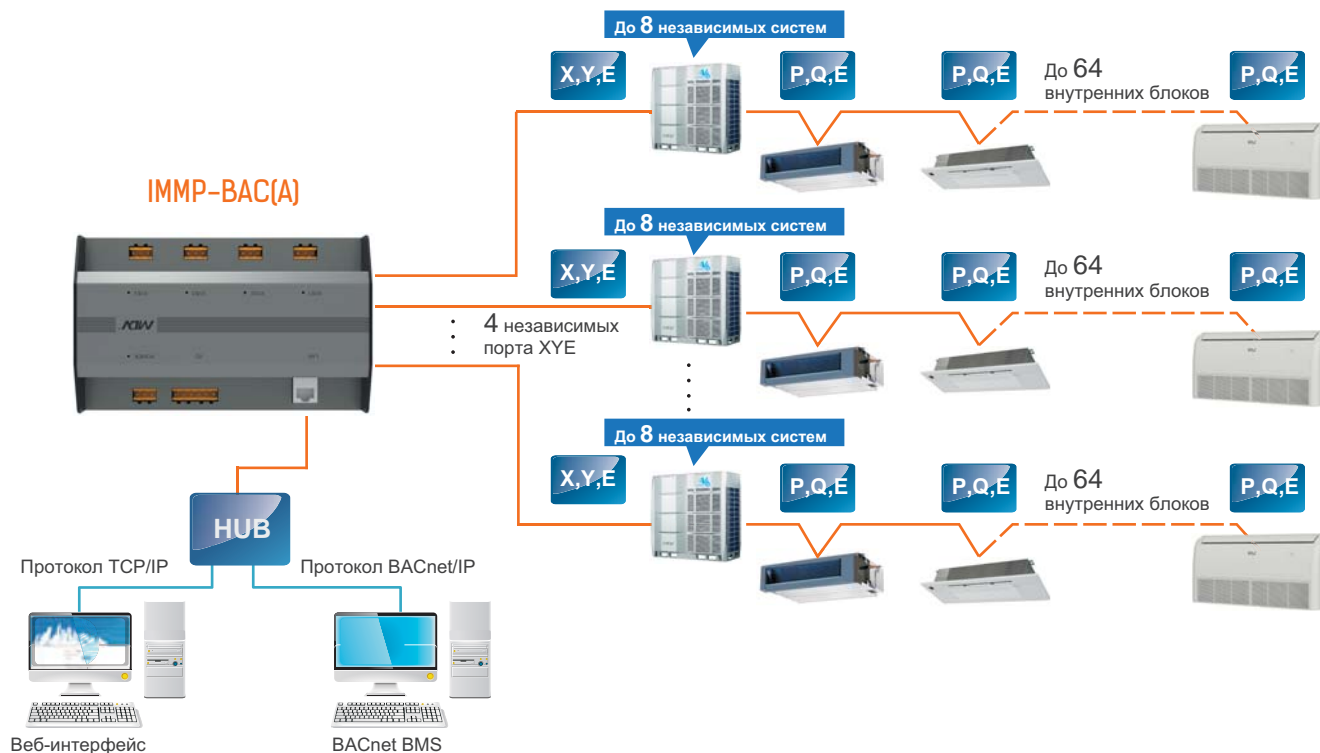 До 8 независимых систем
X,Y,E
P,Q,E
P,Q,E
До 64
внутренних блоков
P,Q,E
IMMP-BAC(A)
До 8 независимых систем
X,Y,E
P,Q,E
P,Q,E
До 64
внутренних блоков
P,Q,E
MDV
4 независимых
порта XYE
До 8 независимых систем
X,Y,E
P,Q,E
P,Q,E
До 64
внутренних блоков
P,Q,E
HUB
Протокол TCP/IP
Протокол BACnet/IP
Веб-интерфейс
BACnet BMS